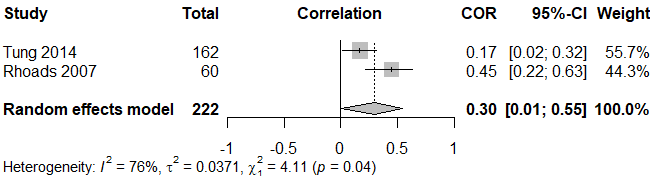 Study Total Correlation COR 95%-CI Weight
Tung 2014 162 0.17 [0.02; 0.32] 55.7%
Rhoads 2007 60 0.45 [0.22; 0.63] 44.3%
Random effects model 222 0.30 [0.01; 0.55] 100.0%
-1 -0.5 0 0.5 1
Heterogeneity: I² = 76%, τ² = 0.0371, χ²₁ = 4.11 (p = 0.04)